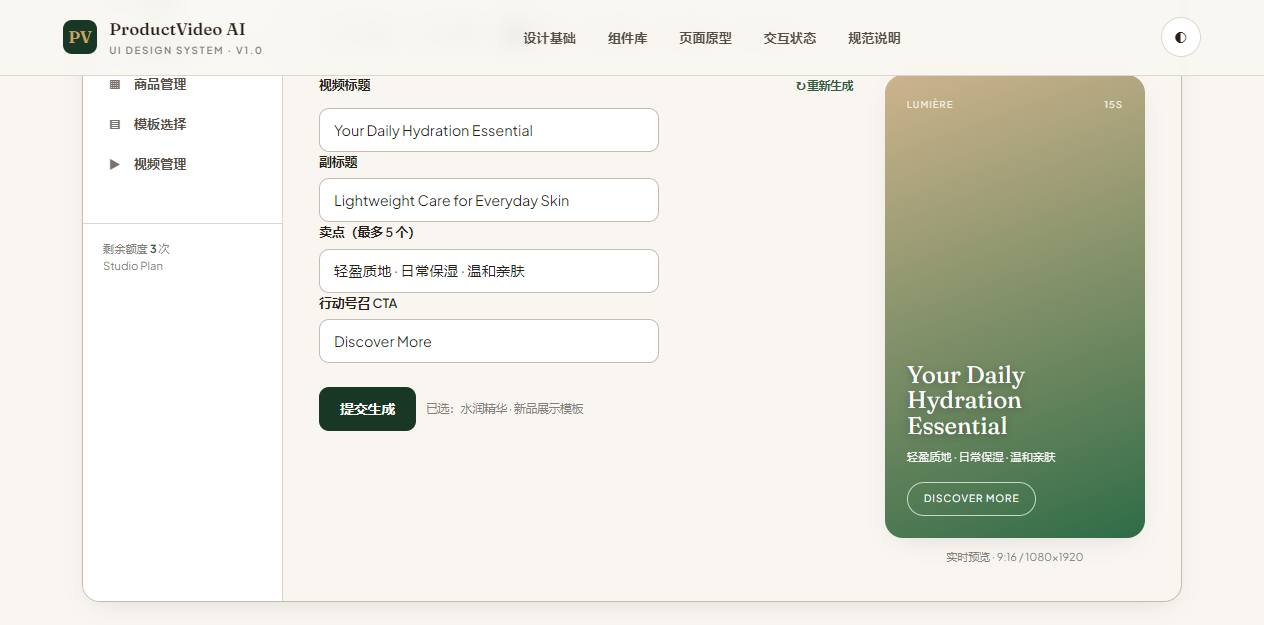 PV
ProductVideo AI
UI DESIGN SYSTEM · V1.0
设计基础
组件库
页面原型
交互状态
规范说明
商品管理
模板选择
视频管理
剩余额度 3 次
Studio Plan
视频标题
↻重新生成
Your Daily Hydration Essential
副标题
Lightweight Care for Everyday Skin
卖点（最多 5 个）
轻盈质地 · 日常保湿 · 温和亲肤
行动号召 CTA
Discover More
提交生成
已选：水润精华 · 新品展示模板
LUMIÈRE
15S
Your Daily
Hydration
Essential
轻盈质地 · 日常保湿 · 温和亲肤
DISCOVER MORE
实时预览 · 9:16 / 1080×1920